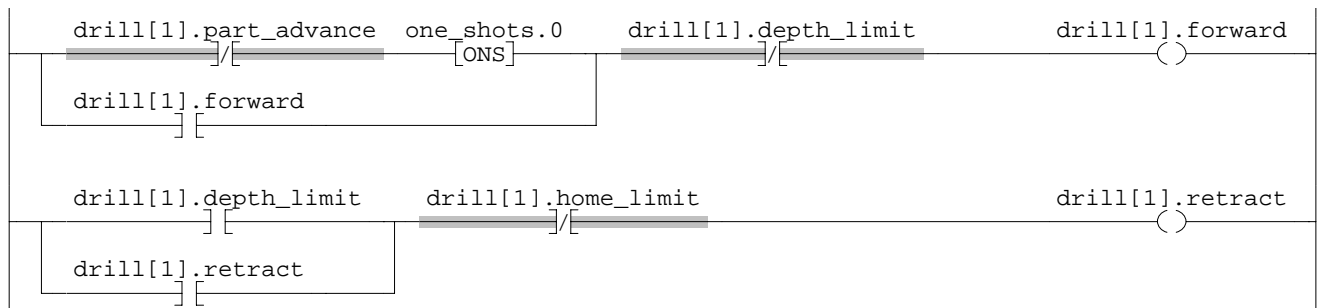 drill[1].part_advance one_shots.0 drill[1].depth_limit drill[1].forward
ONS
drill[1].forward
drill[1].depth_limit drill[1].home_limit drill[1].retract
drill[1].retract